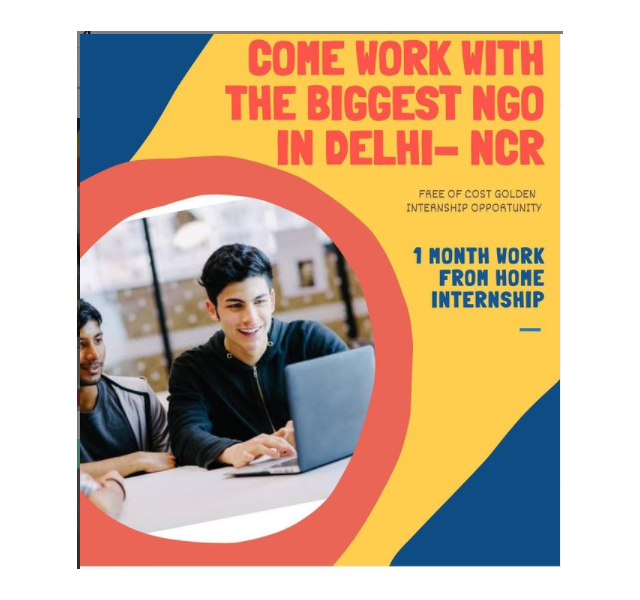 COME WORK WITH
THE BIGGEST NGO
IN DELHI– NCR
FREE OF COST GOLDEN
INTERNSHIP OPPORTUNITY
1 MONTH WORK
FROM HOME
INTERNSHIP